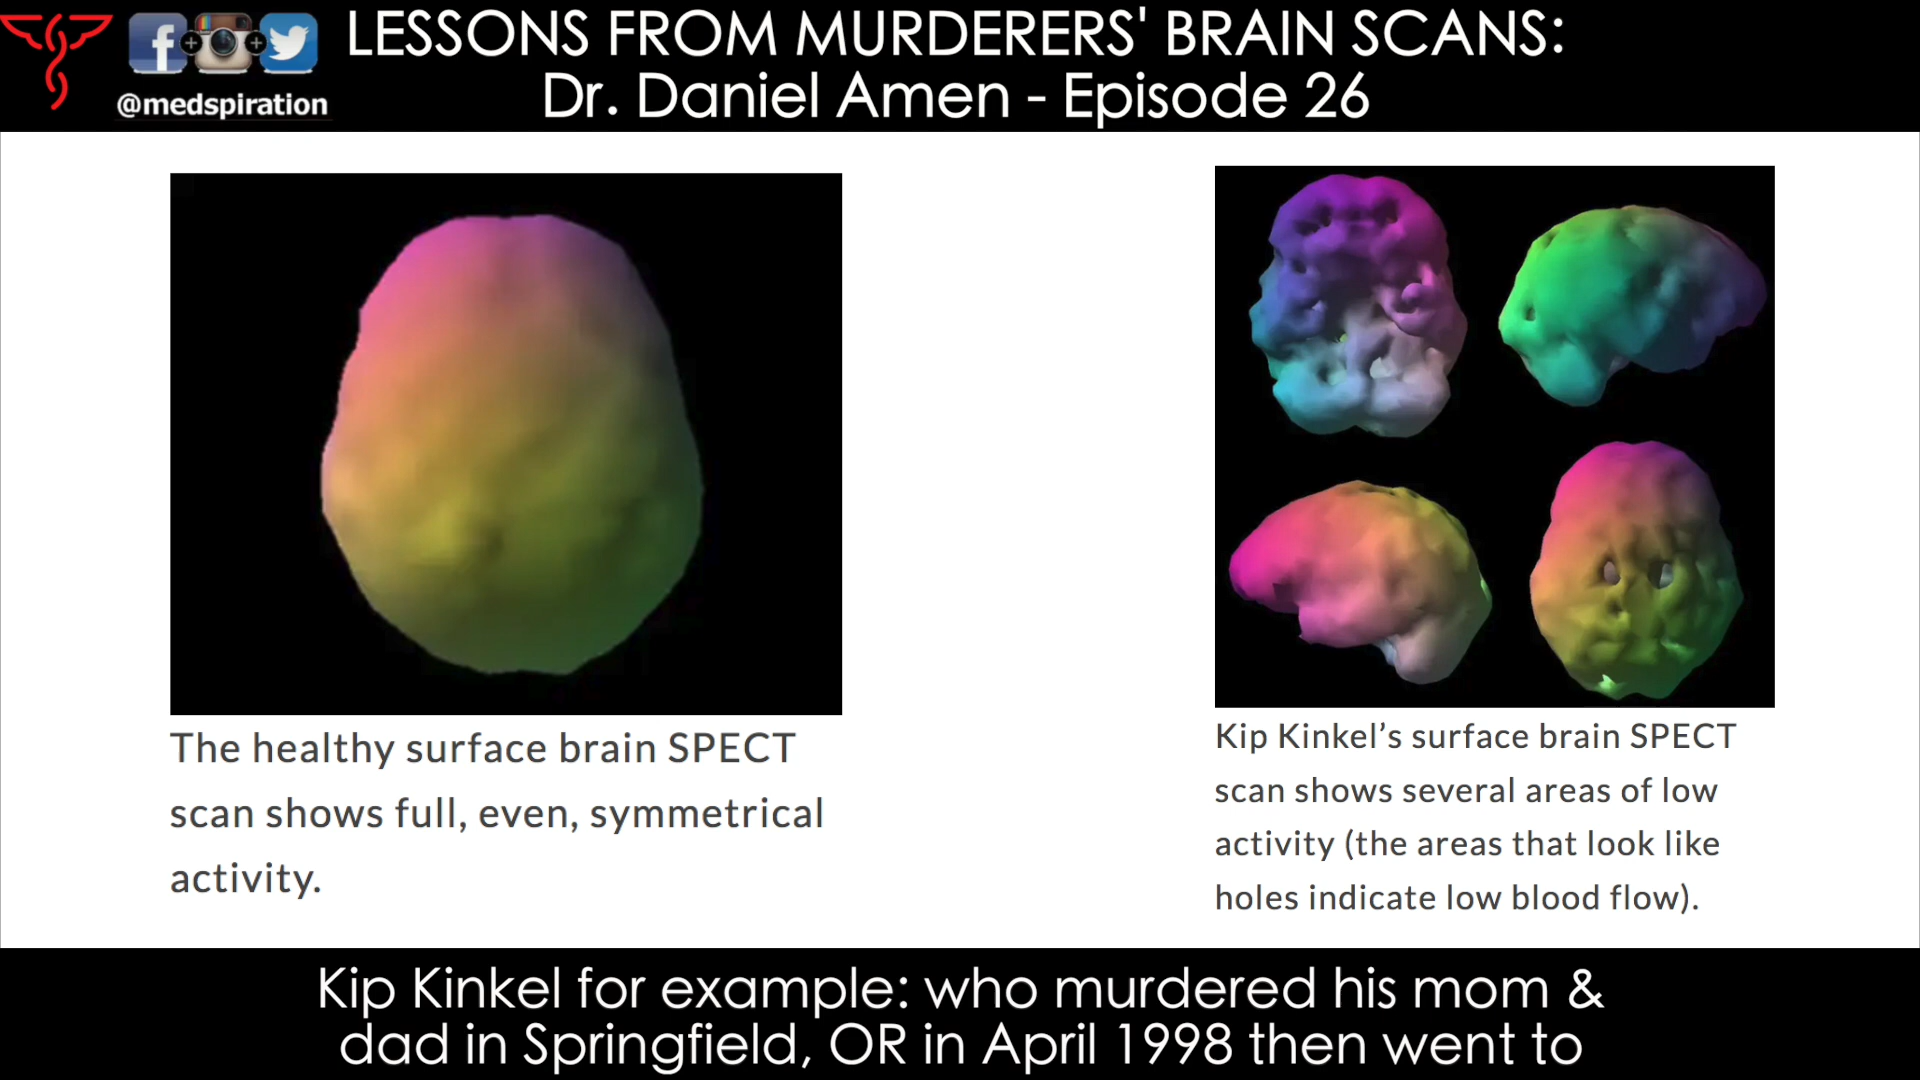 LESSONS FROM MURDERERS' BRAIN SCANS:
Dr. Daniel Amen - Episode 26
@medspiration
The healthy surface brain SPECT
scan shows full, even, symmetrical
activity.
Kip Kinkel’s surface brain SPECT
scan shows several areas of low
activity (the areas that look like
holes indicate low blood flow).
Kip Kinkel for example: who murdered his mom &
dad in Springfield, OR in April 1998 then went to